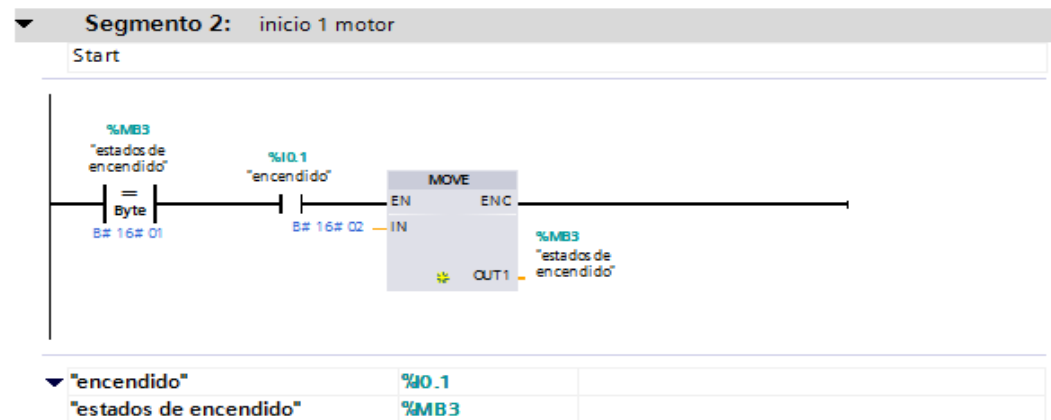 Segmento 2: inicio 1 motor
Start
%MB3
"estados de
encendido"
=
Byte
B# 16# 01
%I0.1
"encendido"
MOVE
EN ENC
B# 16# 02 IN
OUT1
%MB3
"estados de
encendido"
"encendido" %I0.1
"estados de encendido" %MB3